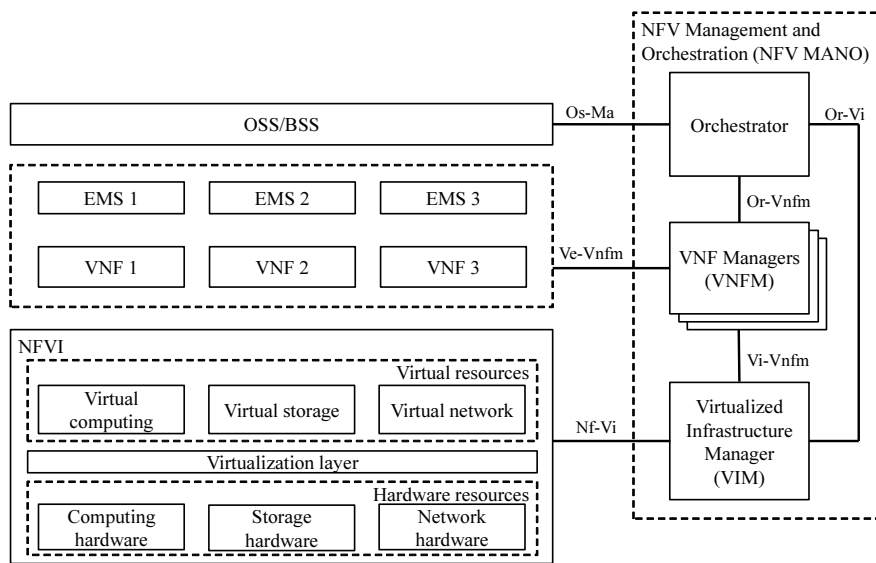 NFV Management and
Orchestration (NFV MANO)
OSS/BSS
Os-Ma
Orchestrator
Or-Vi
EMS 1
EMS 2
EMS 3
Or-Vnfm
VNF 1
VNF 2
VNF 3
Ve-Vnfm
VNF Managers
(VNFM)
NFVI
Vi-Vnfm
Virtual resources
Virtual
computing
Virtual storage
Virtual network
Nf-Vi
Virtualized
Infrastructure
Manager
(VIM)
Virtualization layer
Hardware resources
Computing
hardware
Storage
hardware
Network
hardware